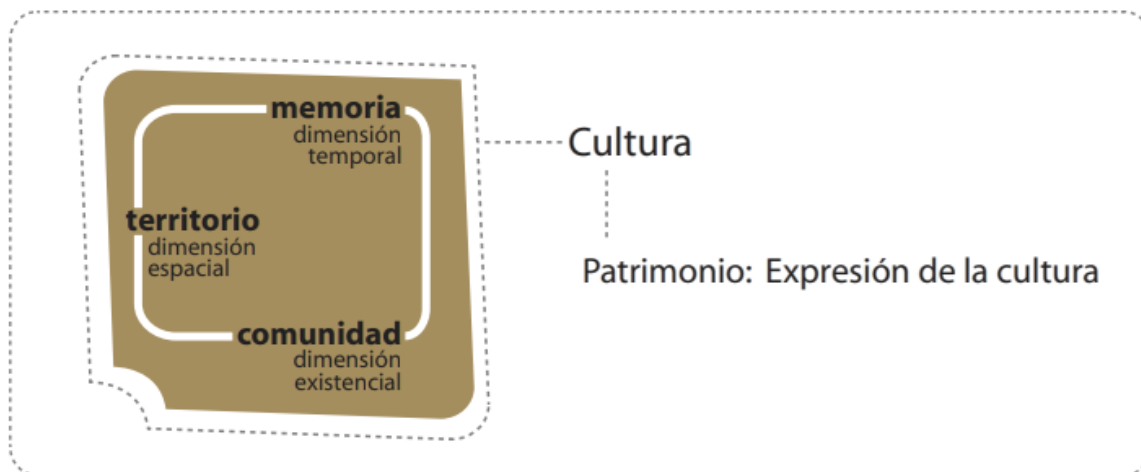 memoria
dimensión
temporal
Cultura
territorio
dimensión
espacial
Patrimonio: Expresión de la cultura
comunidad
dimensión
existencial